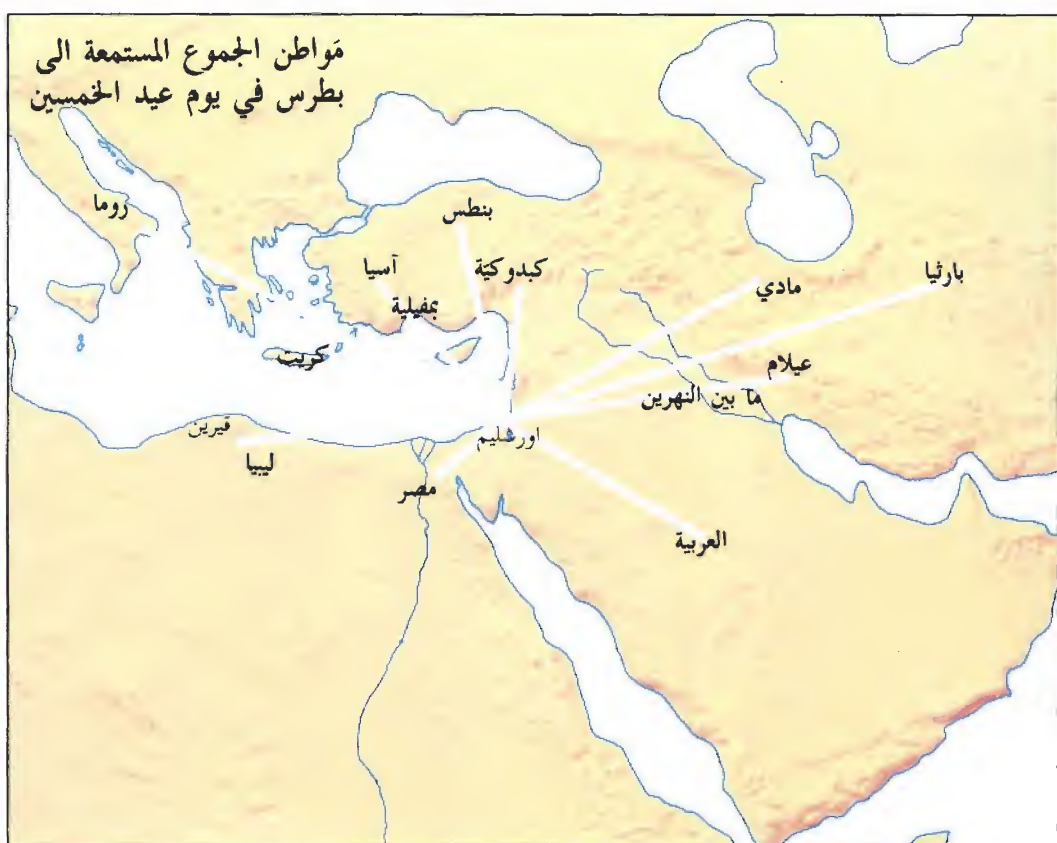 مَواطن الجموع المستمعة الى
بطرس في يوم عيد الخمسين
روما
بنطس
آسيا
كبدوكيّة
بمفيلية
مادي
بارثيا
كريت
عيلام
ما بين النهرين
قيرين
اورشليم
ليبيا
مصر
العربية